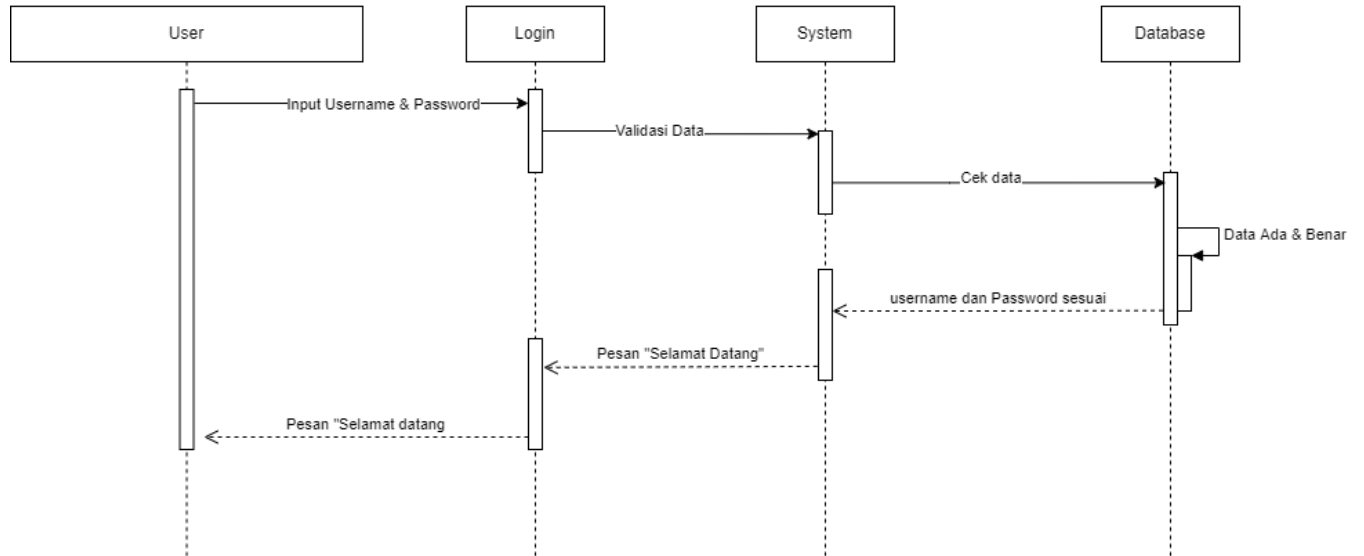 User
Login
System
Database
Input Username & Password
Validasi Data
Cek data
Data Ada & Benar
username dan Password sesuai
Pesan "Selamat Datang"
Pesan "Selamat datang